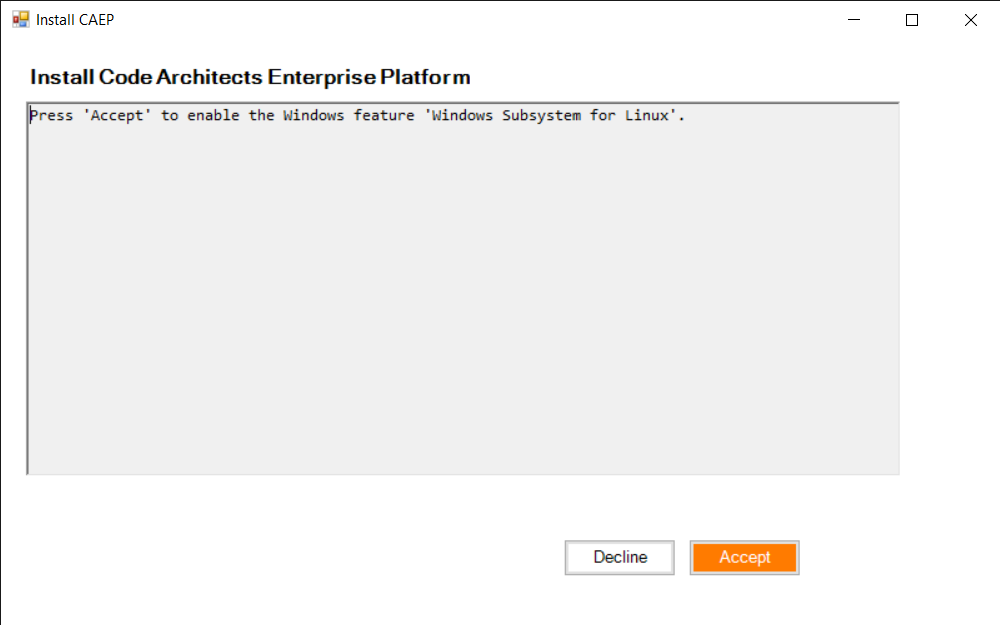 Install CAEP
Install Code Architects Enterprise Platform
Press 'Accept' to enable the Windows feature 'Windows Subsystem for Linux'.
Decline
Accept